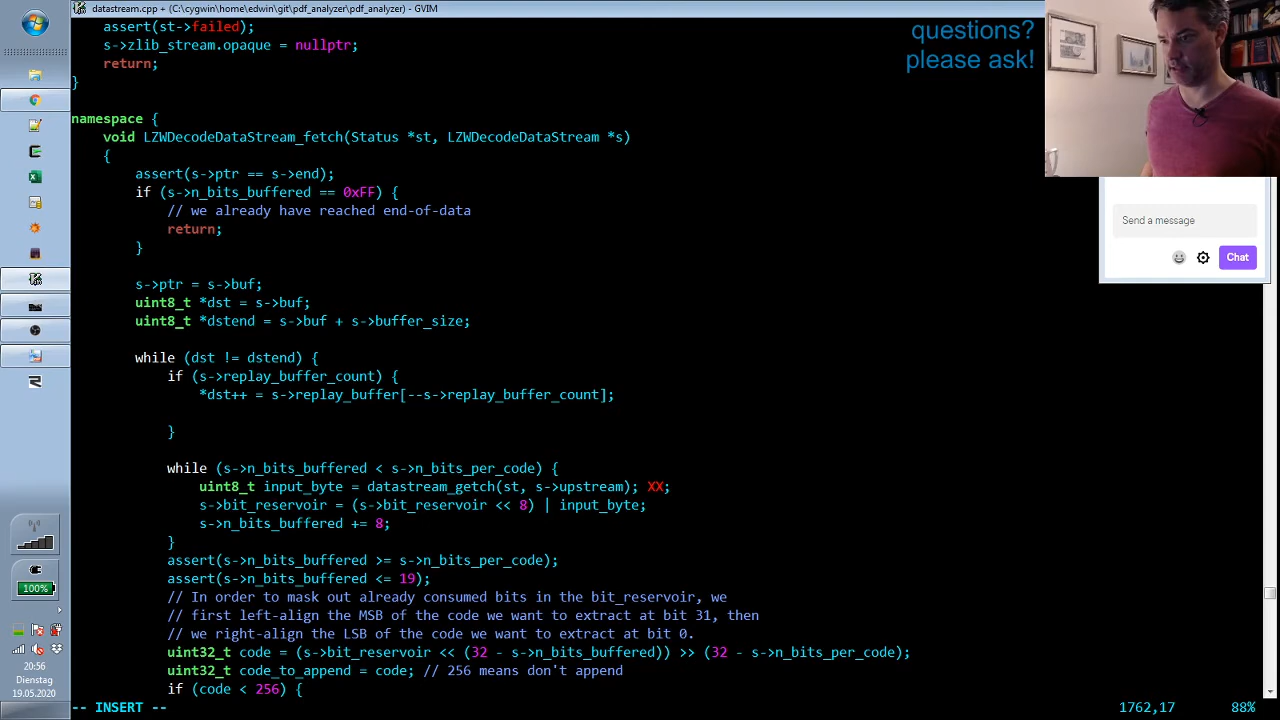 datastream.cpp + (C:\cygwin\home\edwin\git\pdf_analyzer\pdf_analyzer) - GVIM
assert(st->failed);
s->zlib_stream.opaque = nullptr;
return;
}
namespace {
void LZWDecodeDataStream_fetch(Status *st, LZWDecodeDataStream *s)
{
assert(s->ptr == s->end);
if (s->n_bits_buffered == 0xFF) {
// we already have reached end-of-data
return;
}
s->ptr = s->buf;
uint8_t *dst = s->buf;
uint8_t *dstend = s->buf + s->buffer_size;
while (dst != dstend) {
if (s->replay_buffer_count) {
*dst++ = s->replay_buffer[--s->replay_buffer_count];
}
while (s->n_bits_buffered < s->n_bits_per_code) {
uint8_t input_byte = datastream_getch(st, s->upstream); XX;
s->bit_reservoir = (s->bit_reservoir << 8) | input_byte;
s->n_bits_buffered += 8;
}
assert(s->n_bits_buffered >= s->n_bits_per_code);
assert(s->n_bits_buffered <= 19);
// In order to mask out already consumed bits in the bit_reservoir, we
// first left-align the MSB of the code we want to extract at bit 31, then
// we right-align the LSB of the code we want to extract at bit 0.
uint32_t code = (s->bit_reservoir << (32 - s->n_bits_buffered)) >> (32 - s->n_bits_per_code);
uint32_t code_to_append = code; // 256 means don't append
if (code < 256) {
-- INSERT --
1762,17
88%
questions?
please ask!
Send a message
Chat
100%
20:56
Dienstag
19.05.2020